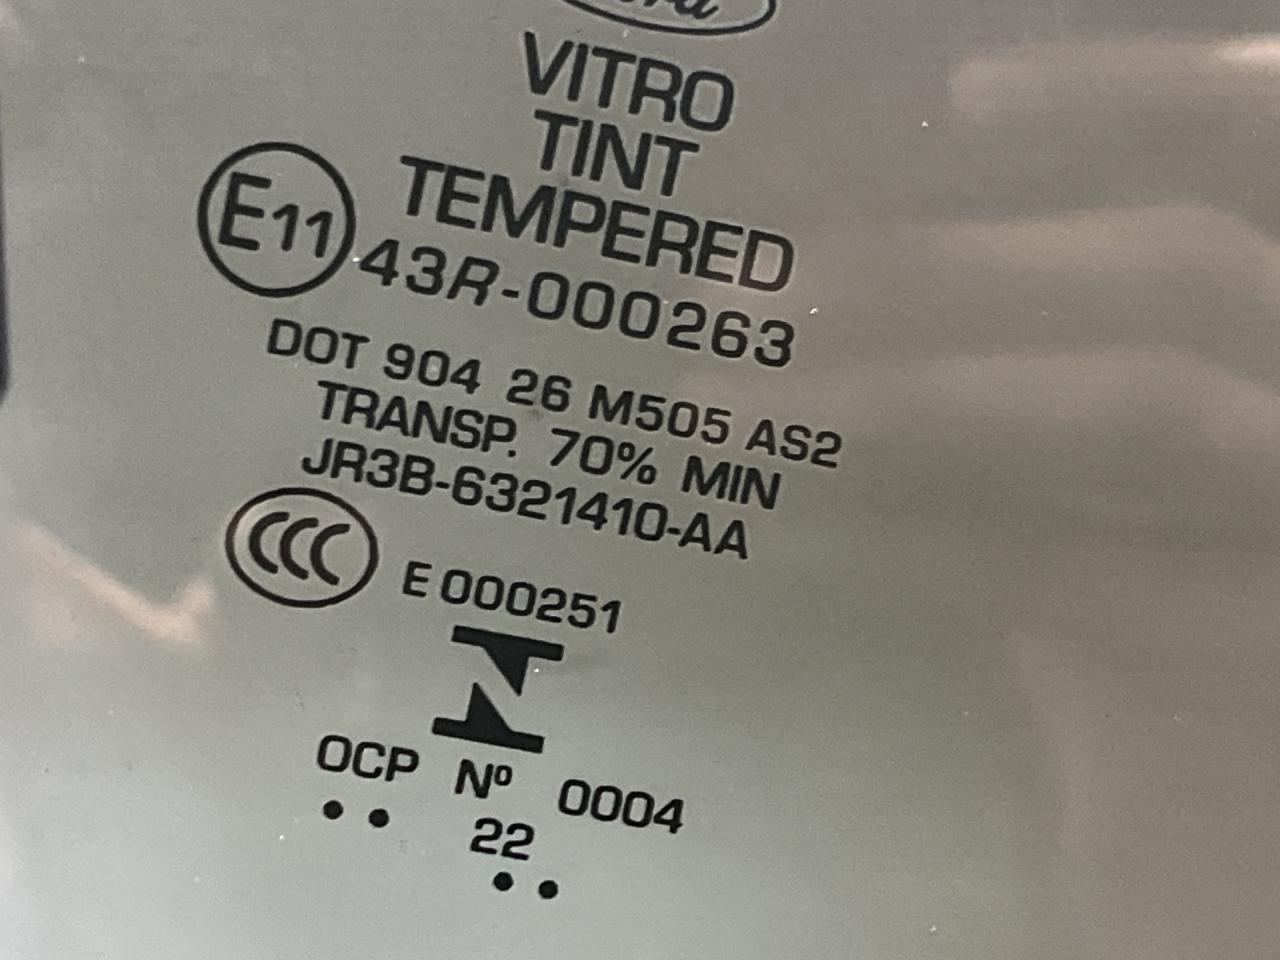 Ford
VITRO
TINT
TEMPERED
E11 43R-000263
DOT 904 26 M505 AS2
TRANSP. 70% MIN
JR3B-6321410-AA
CCC E 000251
N
OCP Nº 0004
• • 22
• •